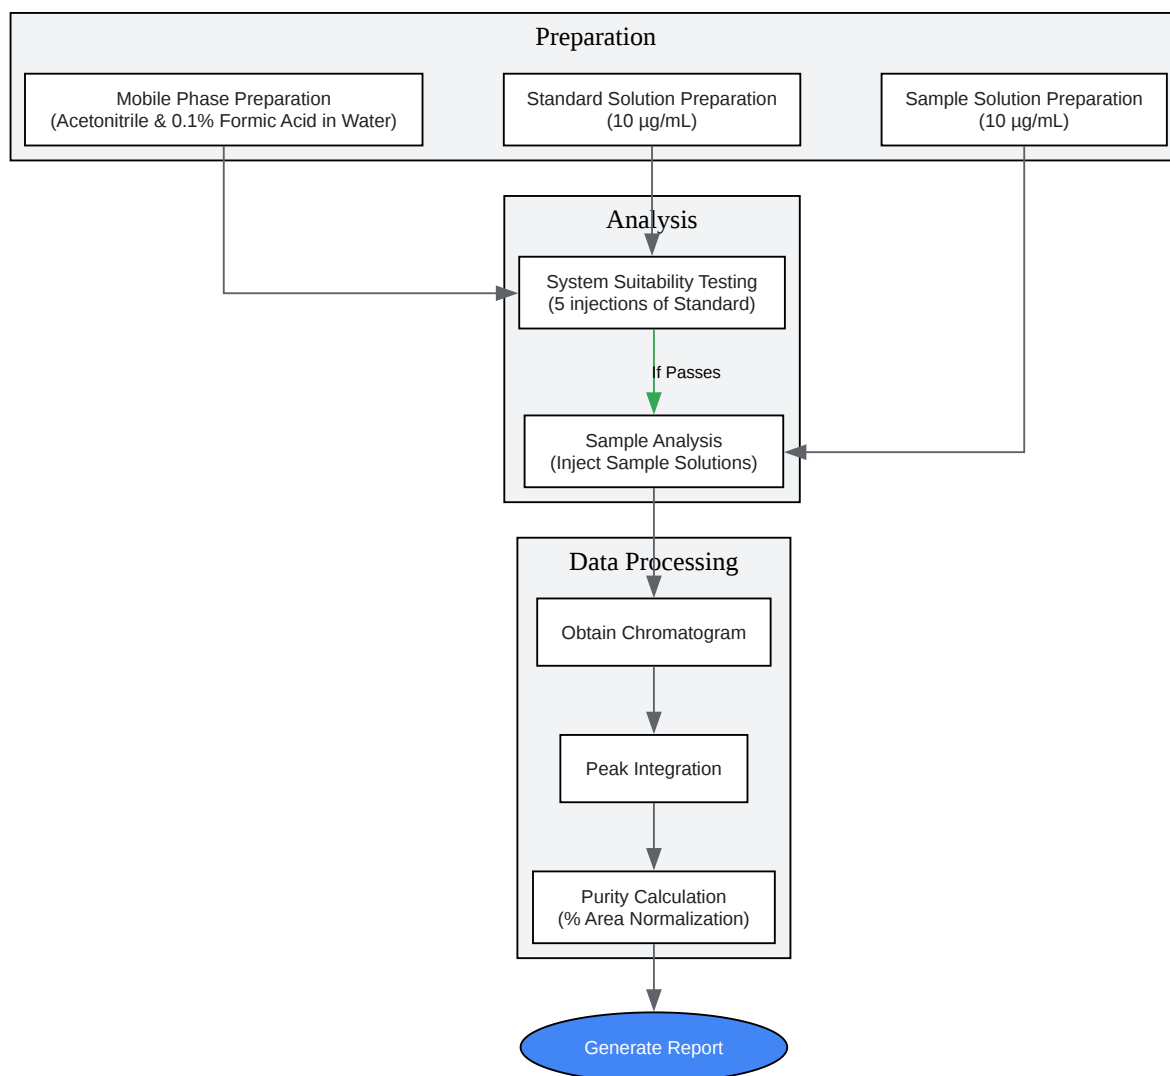 Preparation
Mobile Phase Preparation
(Acetonitrile & 0.1% Formic Acid in Water)
Standard Solution Preparation
(10 µg/mL)
Sample Solution Preparation
(10 µg/mL)
Analysis
System Suitability Testing
(5 injections of Standard)
If Passes
Sample Analysis
(Inject Sample Solutions)
Data Processing
Obtain Chromatogram
Peak Integration
Purity Calculation
(% Area Normalization)
Generate Report